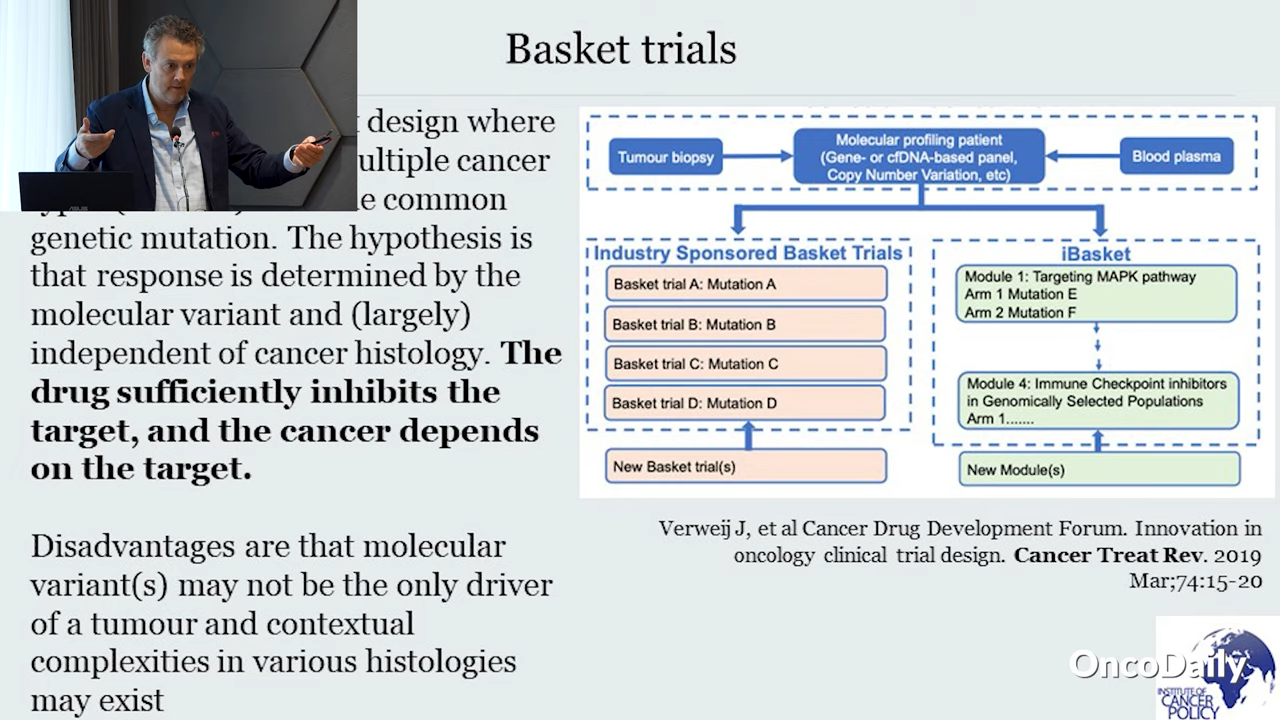 Basket trials
design where
multiple cancer
common
genetic mutation. The hypothesis is
that response is determined by the
molecular variant and (largely)
independent of cancer histology. The
drug sufficiently inhibits the
target, and the cancer depends
on the target.
Disadvantages are that molecular
variant(s) may not be the only driver
of a tumour and contextual
complexities in various histologies
may exist
Tumour biopsy
Molecular profiling patient
(Gene- or cfDNA-based panel,
Copy Number Variation, etc)
Blood plasma
Industry Sponsored Basket Trials
Basket trial A: Mutation A
Basket trial B: Mutation B
Basket trial C: Mutation C
Basket trial D: Mutation D
New Basket trial(s)
iBasket
Module 1: Targeting MAPK pathway
Arm 1 Mutation E
Arm 2 Mutation F
Module 4: Immune Checkpoint inhibitors
in Genomically Selected Populations
Arm 1.......
New Module(s)
Verweij J, et al Cancer Drug Development Forum. Innovation in
oncology clinical trial design. Cancer Treat Rev. 2019
Mar;74:15-20
OncoDaily
INSTITUTE OF
CANCER
POLICY
ASUS